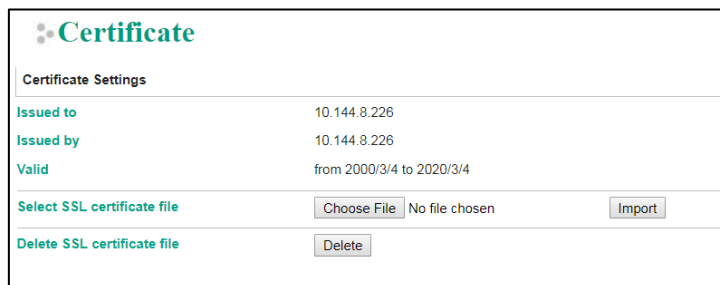 Certificate
Certificate Settings
Issued to 10.144.8.226
Issued by 10.144.8.226
Valid from 2000/3/4 to 2020/3/4
Select SSL certificate file Choose File No file chosen Import
Delete SSL certificate file Delete